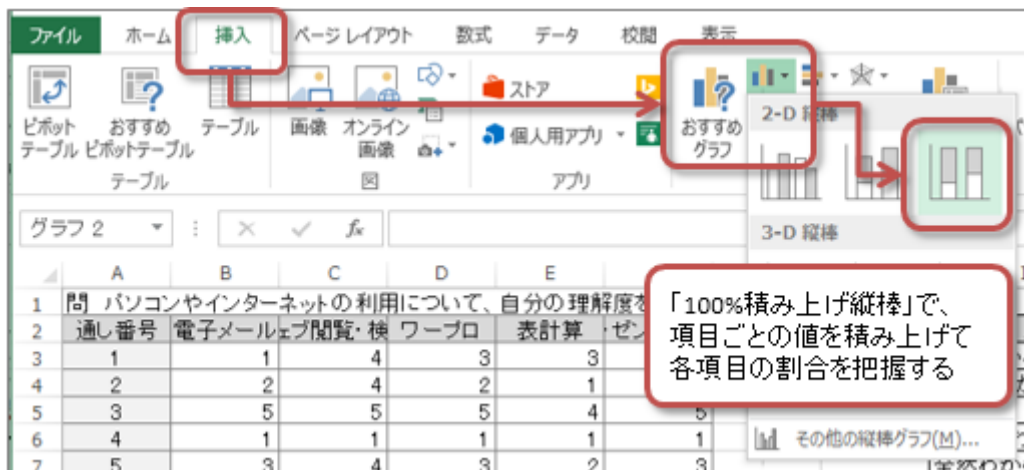 ファイル ホーム 挿入 ページ レイアウト 数式 データ 校閲 表示
ピボット
テーブル
おすすめ
ピボットテーブル
テーブル
画像
オンライン
画像
ストア
個人用アプリ
おすすめ
グラフ
テーブル 図 アプリ
2-D 縦棒
3-D 縦棒
グラフ 2 fx
A B C D E
1 問 パソコンやインターネットの利用について、自分の理解度を
2 通し番号 電子メール ェブ閲覧・検 ワープロ 表計算 ゼン
3 1 1 4 3 3
4 2 2 4 2 1
5 3 5 5 5 4 5
6 4 1 1 1 1 1
7 5 3 4 3 2 3
「100%積み上げ縦棒」で、
項目ごとの値を積み上げて
各項目の割合を把握する
その他の縦棒グラフ(M)...